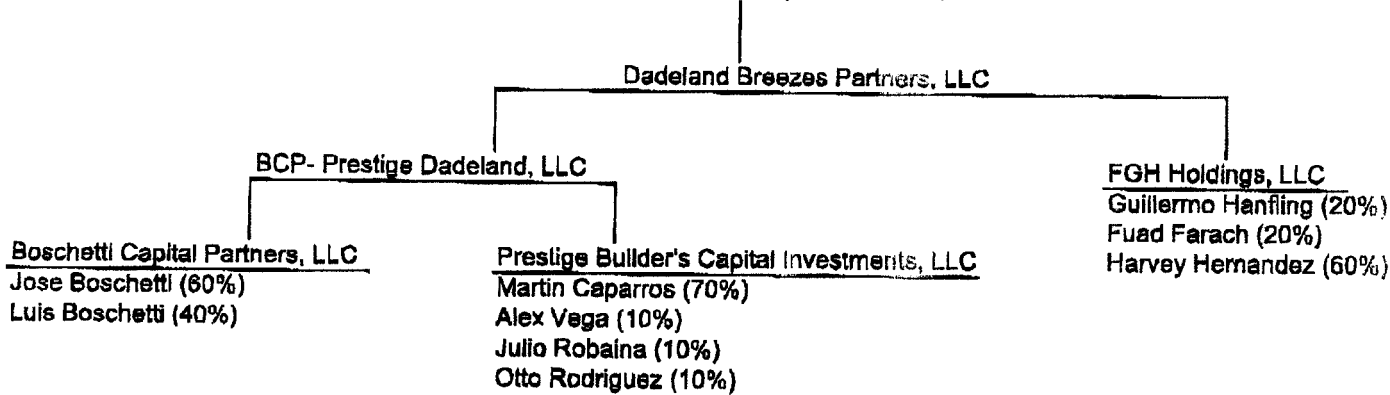 Dadeland Breezes Partners, LLC
BCP- Prestige Dadeland, LLC
FGH Holdings, LLC
Guillermo Hanfling (20%)
Fuad Farach (20%)
Harvey Hernandez (60%)
Boschetti Capital Partners, LLC
Jose Boschetti (60%)
Luis Boschetti (40%)
Prestige Builder's Capital Investments, LLC
Martin Caparros (70%)
Alex Vega (10%)
Julio Robaina (10%)
Otto Rodriguez (10%)